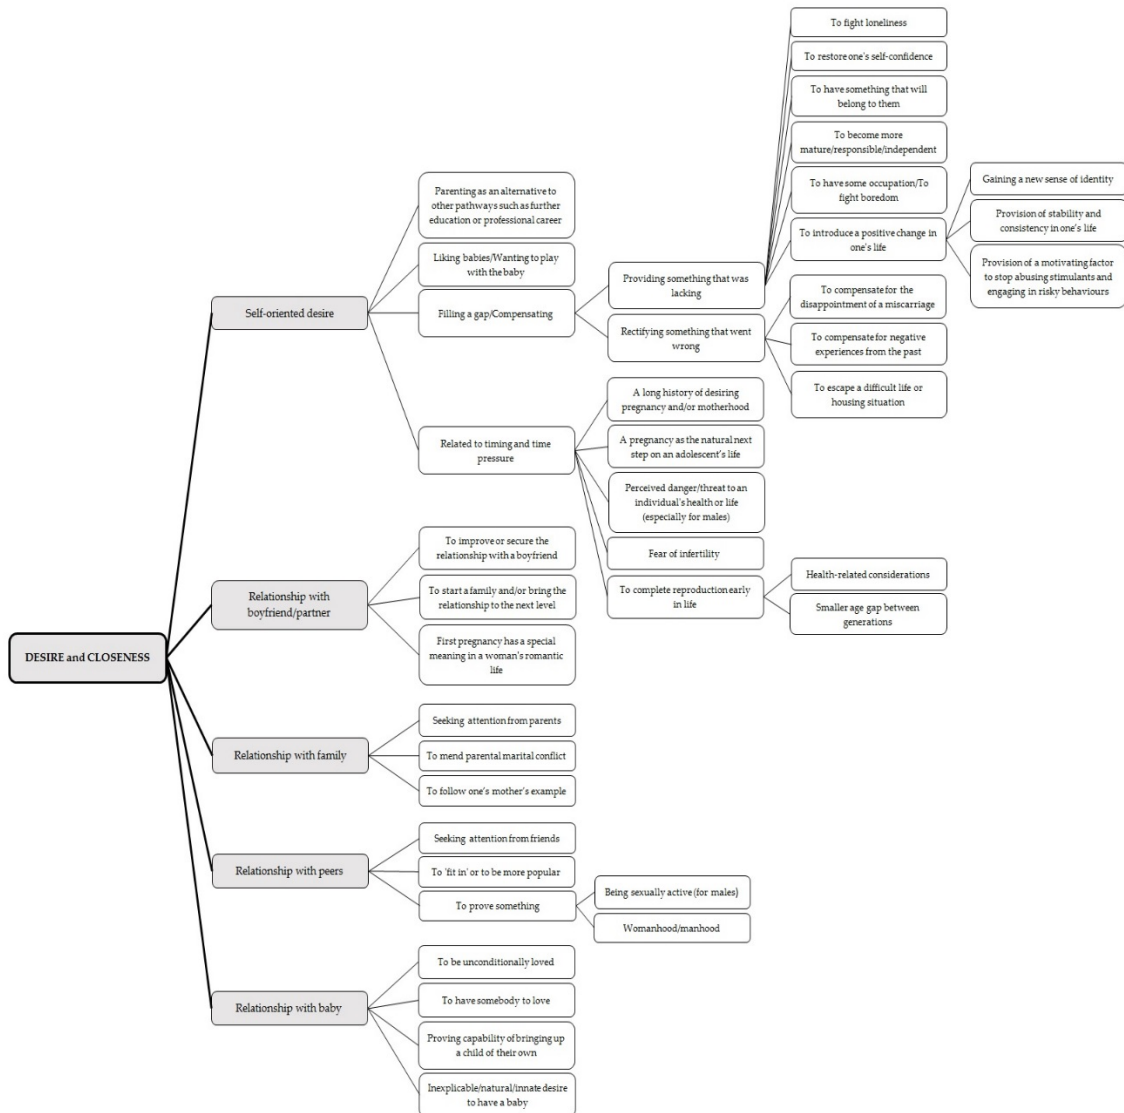 DESIRE and CLOSENESS
Self-oriented desire
Parenting as an alternative to
other pathways such as further
education or professional career
Liking babies/Wanting to play
with the baby
Filling a gap/Compensating
Providing something that was
lacking
To fight loneliness
To restore one's self-confidence
To have something that will
belong to them
To become more
mature/responsible/independent
To have some occupation/To
fight boredom
To introduce a positive change in
one's life
Gaining a new sense of identity
Provision of stability and
consistency in one's life
Provision of a motivating factor
to stop abusing stimulants and
engaging in risky behaviours
Rectifying something that went
wrong
To compensate for the
disappointment of a miscarriage
To compensate for negative
experiences from the past
To escape a difficult life or
housing situation
Related to timing and time
pressure
A long history of desiring
pregnancy and/or motherhood
A pregnancy as the natural next
step on an adolescent's life
Perceived danger/threat to an
individual's health or life
(especially for males)
Fear of infertility
To complete reproduction early
in life
Health-related considerations
Smaller age gap between
generations
Relationship with
boyfriend/partner
To improve or secure the
relationship with a boyfriend
To start a family and/or bring the
relationship to the next level
First pregnancy has a special
meaning in a woman's romantic
life
Relationship with family
Seeking attention from parents
To mend parental marital conflict
To follow one's mother's example
Relationship with peers
Seeking attention from friends
To 'fit in' or to be more popular
To prove something
Being sexually active (for males)
Womanhood/manhood
Relationship with baby
To be unconditionally loved
To have somebody to love
Proving capability of bringing up
a child of their own
Inexplicable/natural/innate desire
to have a baby